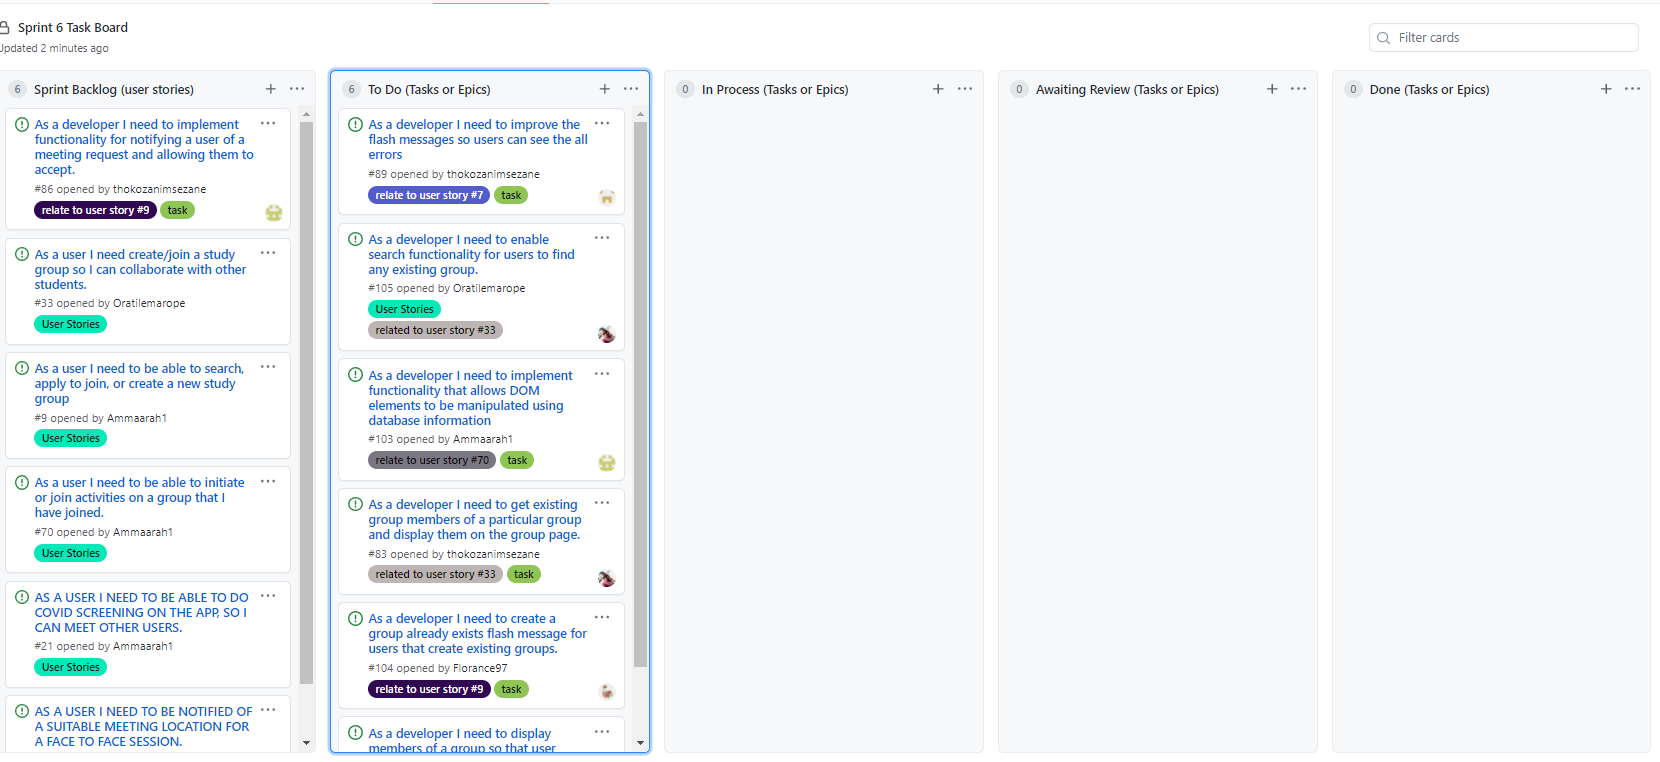 Sprint 6 Task Board
Updated 2 minutes ago
Filter cards
6 Sprint Backlog (user stories)
As a developer I need to implement
functionality for notifying a user of a
meeting request and allowing them to
accept.
#86 opened by thokozanimsezane
relate to user story #9 task
As a user I need create/join a study
group so I can collaborate with other
students.
#33 opened by Oratilemarope
User Stories
As a user I need to be able to search,
apply to join, or create a new study
group
#9 opened by Ammaarah1
User Stories
As a user I need to be able to initiate
or join activities on a group that I
have joined.
#70 opened by Ammaarah1
User Stories
AS A USER I NEED TO BE ABLE TO DO
COVID SCREENING ON THE APP, SO I
CAN MEET OTHER USERS.
#21 opened by Ammaarah1
User Stories
AS A USER I NEED TO BE NOTIFIED OF
A SUITABLE MEETING LOCATION FOR
A FACE TO FACE SESSION.
6 To Do (Tasks or Epics)
As a developer I need to improve the
flash messages so users can see the all
errors
#89 opened by thokozanimsezane
relate to user story #7 task
As a developer I need to enable
search functionality for users to find
any existing group.
#105 opened by Oratilemarope
User Stories
related to user story #33
As a developer I need to implement
functionality that allows DOM
elements to be manipulated using
database information
#103 opened by Ammaarah1
relate to user story #70 task
As a developer I need to get existing
group members of a particular group
and display them on the group page.
#83 opened by thokozanimsezane
related to user story #33 task
As a developer I need to create a
group already exists flash message for
users that create existing groups.
#104 opened by Florance97
relate to user story #9 task
As a developer I need to display
members of a group so that user
0 In Process (Tasks or Epics)
0 Awaiting Review (Tasks or Epics)
0 Done (Tasks or Epics)